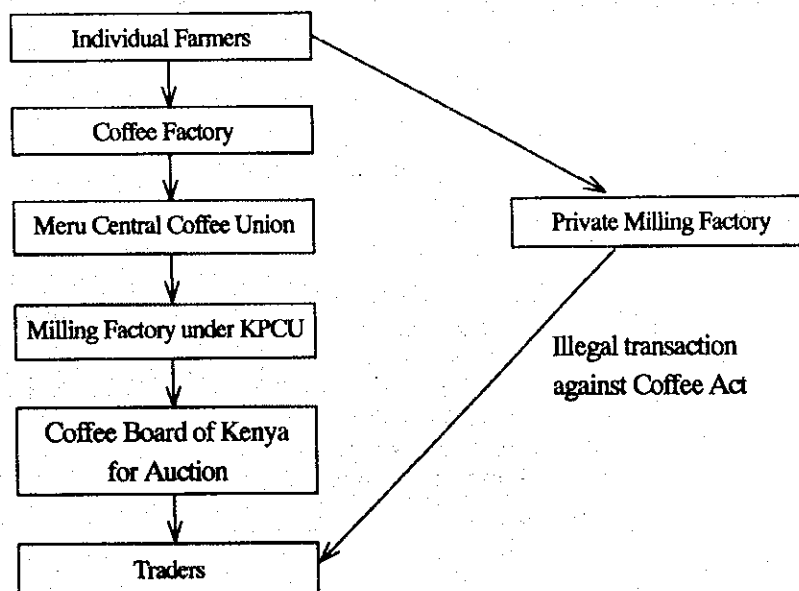 Individual Farmers
Coffee Factory
Meru Central Coffee Union
Private Milling Factory
Milling Factory under KPCU
Illegal transaction
against Coffee Act
Coffee Board of Kenya
for Auction
Traders